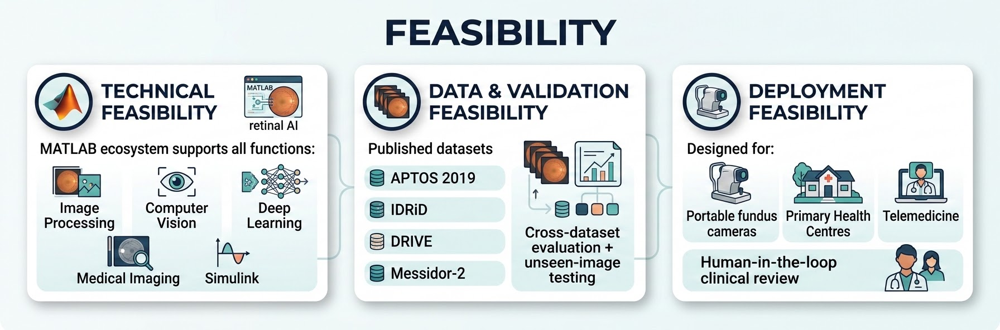 FEASIBILITY
TECHNICAL
FEASIBILITY
MATLAB
retinal AI
MATLAB ecosystem supports all functions:
Image
Processing
Computer
Vision
Deep
Learning
Medical Imaging
Simulink
DATA & VALIDATION
FEASIBILITY
Published datasets
APTOS 2019
IDRiD
DRIVE
Messidor-2
Cross-dataset
evaluation +
unseen-image
testing
DEPLOYMENT
FEASIBILITY
Designed for:
Portable fundus
cameras
Primary Health
Centres
Telemedicine
Human-in-the-loop
clinical review